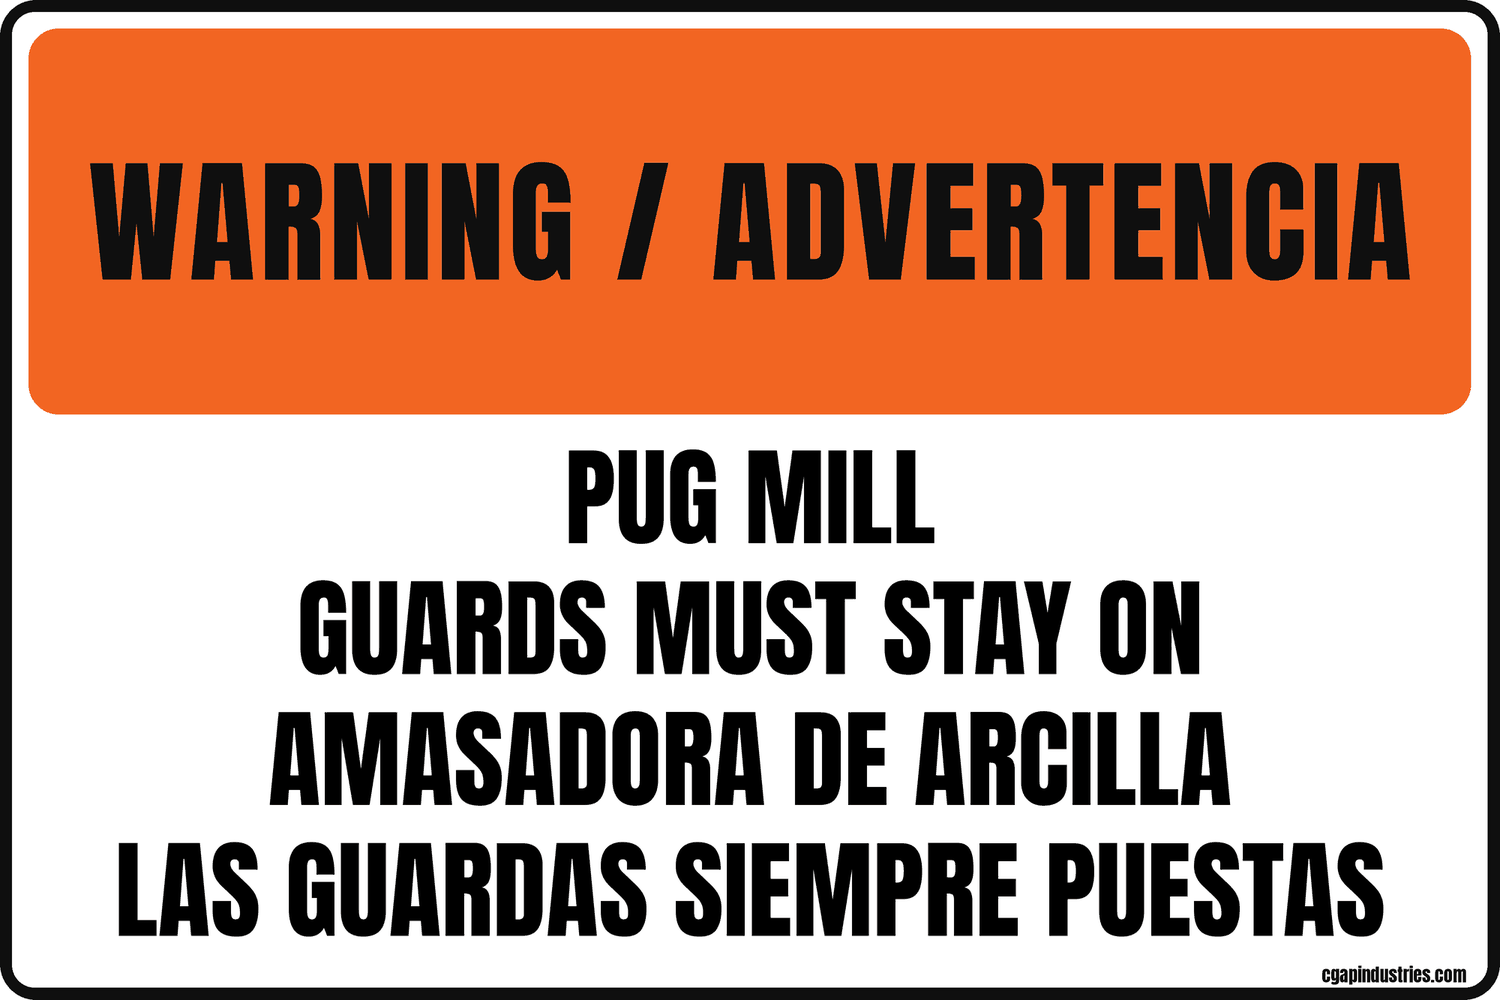 WARNING / ADVERTENCIA
PUG MILL
GUARDS MUST STAY ON
AMASADORA DE ARCILLA
LAS GUARDAS SIEMPRE PUESTAS
cgapindustries.com